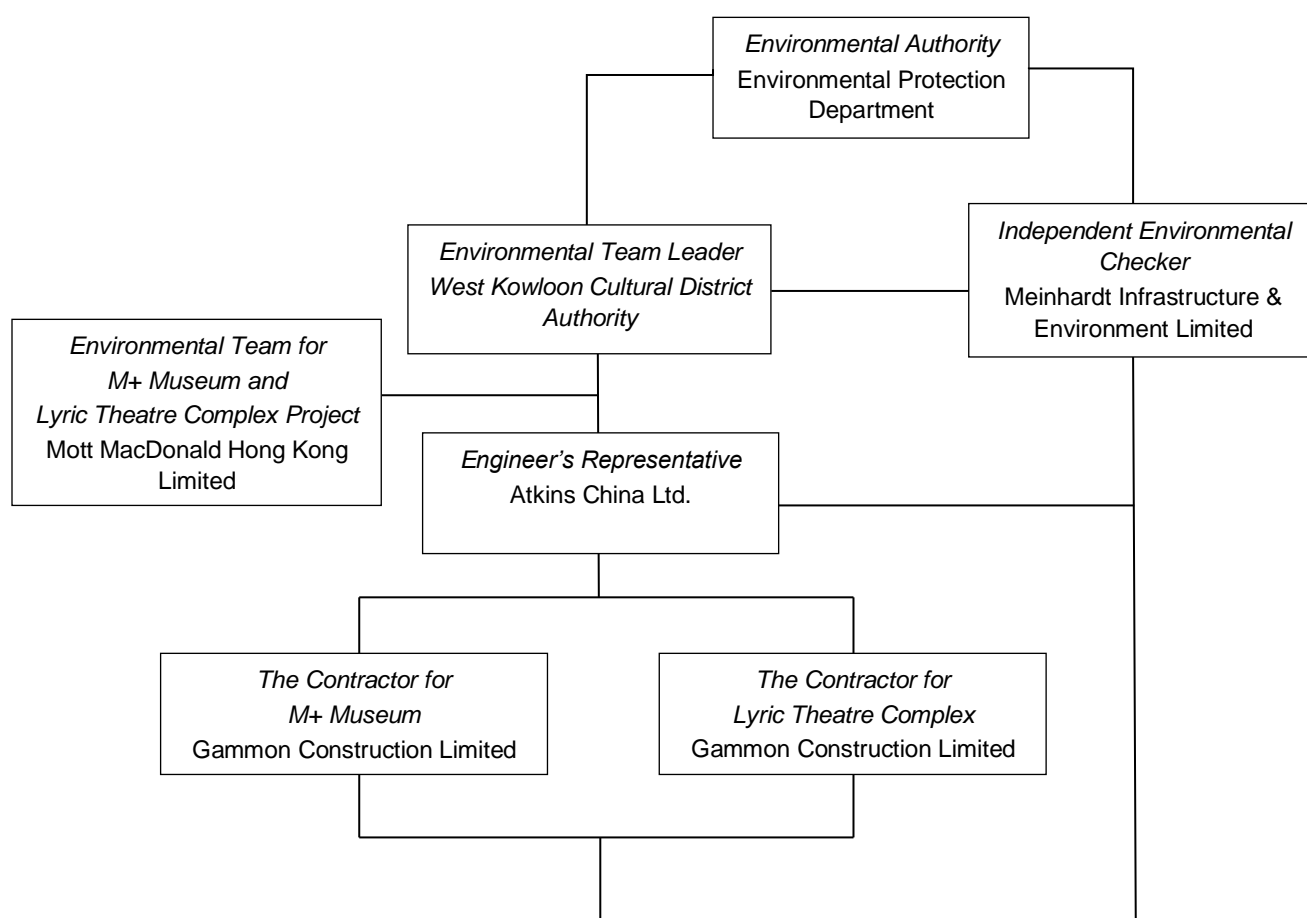 Environmental Authority
Environmental Protection
Department
Environmental Team Leader
West Kowloon Cultural District
Authority
Independent Environmental
Checker
Meinhardt Infrastructure &
Environment Limited
Environmental Team for
M+ Museum and
Lyric Theatre Complex Project
Mott MacDonald Hong Kong
Limited
Engineer’s Representative
Atkins China Ltd.
The Contractor for
M+ Museum
Gammon Construction Limited
The Contractor for
Lyric Theatre Complex
Gammon Construction Limited